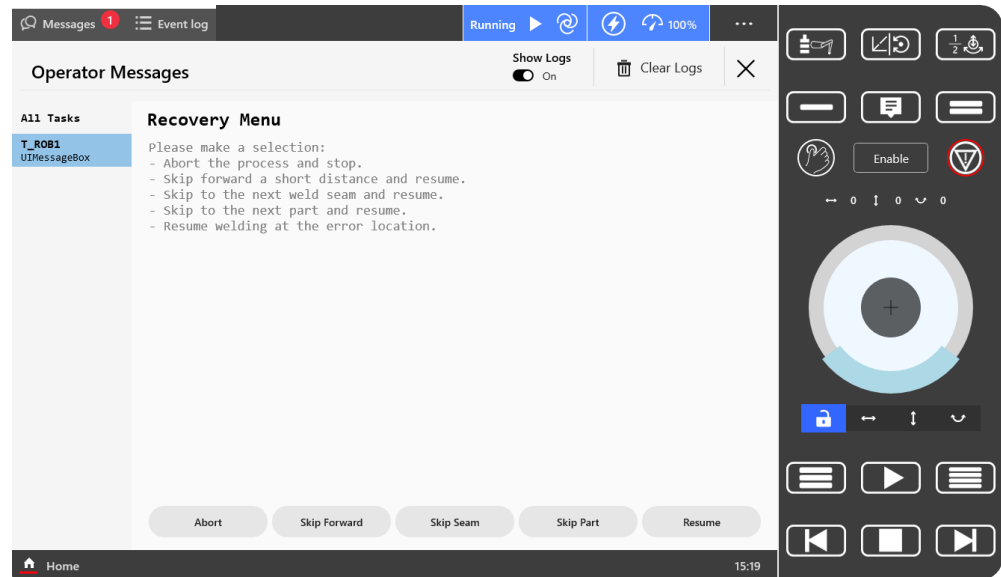 Messages 1 Event log Running 100% ...
Operator Messages Show Logs On Clear Logs
All Tasks
T_ROB1
UIMessageBox
Recovery Menu
Please make a selection:
- Abort the process and stop.
- Skip forward a short distance and resume.
- Skip to the next weld seam and resume.
- Skip to the next part and resume.
- Resume welding at the error location.
Abort Skip Forward Skip Seam Skip Part Resume
Home 15:19
1/2
Enable
0 0 0